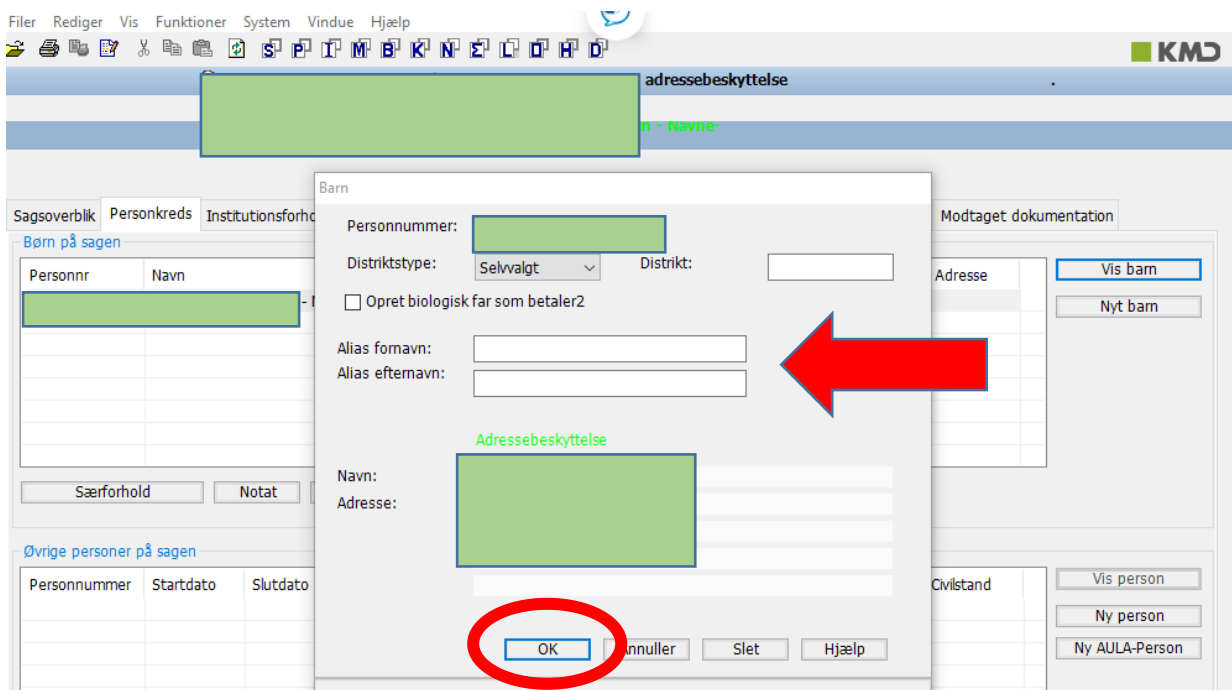 Filer Rediger Vis Funktioner System Vindue Hjælp
S P I M B K N Σ L O H D
KMD
adressebeskyttelse .
n - Navne-
Barn
Sagsoverblik Personkreds Institutionsforho Modtaget dokumentation
Personnummer:
Børn på sagen
Distriktstype: Selvvalgt Distrikt:
Personnr Navn Adresse Vis barn
Opret biologisk far som betaler2
Nyt barn
Alias fornavn:
Alias efternavn:
Adressebeskyttelse
Navn:
Særforhold Notat
Adresse:
Øvrige personer på sagen
Personnummer Startdato Slutdato Civilstand Vis person
Ny person
OK Annuller Slet Hjælp Ny AULA-Person